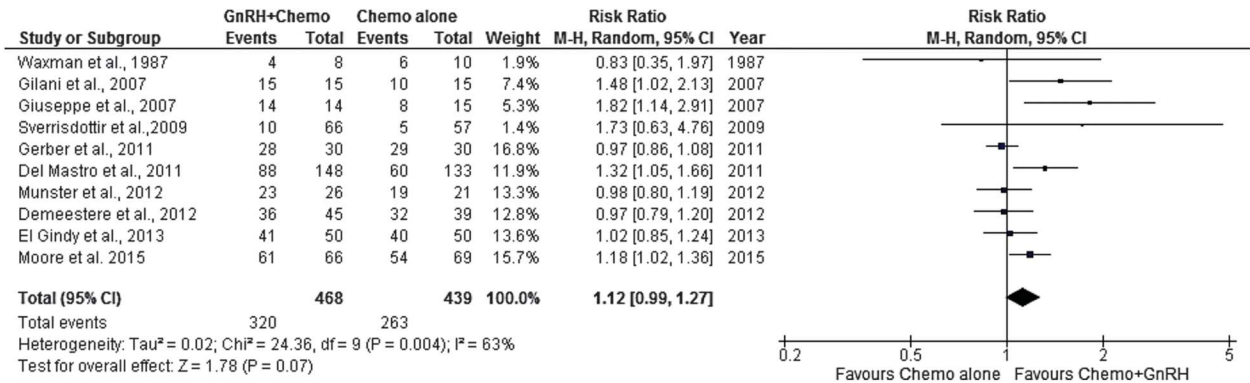 GnRH+Chemo Chemo alone Risk Ratio Risk Ratio
Study or Subgroup Events Total Events Total Weight M-H, Random, 95% CI Year M-H, Random, 95% CI
Waxman et al., 1987 4 8 6 10 1.9% 0.83 [0.35, 1.97] 1987
Gilani et al., 2007 15 15 10 15 7.4% 1.48 [1.02, 2.13] 2007
Giuseppe et al., 2007 14 14 8 15 5.3% 1.82 [1.14, 2.91] 2007
Sverrisdottir et al.,2009 10 66 5 57 1.4% 1.73 [0.63, 4.76] 2009
Gerber et al., 2011 28 30 29 30 16.8% 0.97 [0.86, 1.08] 2011
Del Mastro et al., 2011 88 148 60 133 11.9% 1.32 [1.05, 1.66] 2011
Munster et al., 2012 23 26 19 21 13.3% 0.98 [0.80, 1.19] 2012
Demeestere et al., 2012 36 45 32 39 12.8% 0.97 [0.79, 1.20] 2012
El Gindy et al., 2013 41 50 40 50 13.6% 1.02 [0.85, 1.24] 2013
Moore et al. 2015 61 66 54 69 15.7% 1.18 [1.02, 1.36] 2015
Total (95% CI) 468 439 100.0% 1.12 [0.99, 1.27]
Total events 320 263
Heterogeneity: Tau² = 0.02; Chi² = 24.36, df = 9 (P = 0.004); I² = 63%
Test for overall effect: Z = 1.78 (P = 0.07)
0.2 0.5 1 2 5
Favours Chemo alone Favours Chemo+GnRH